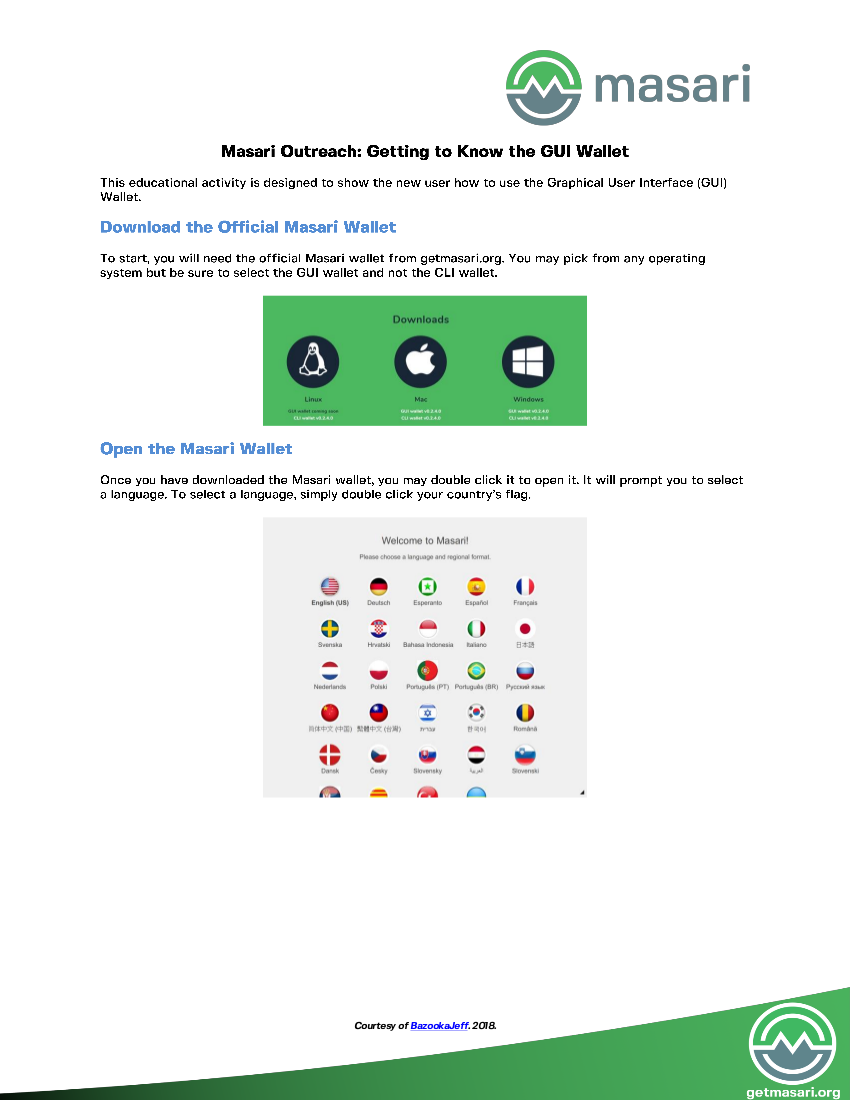 masari
Masari Outreach: Getting to Know the GUI Wallet
This educational activity is designed to show the new user how to use the Graphical User Interface (GUI)
Wallet.
Download the Official Masari Wallet
To start, you will need the official Masari wallet from getmasari.org. You may pick from any operating
system but be sure to select the GUI wallet and not the CLI wallet.
Downloads
Linux Mac Windows
GUI wallet coming soon GUI wallet v0.2.4.0 GUI wallet v0.2.4.0
CLI wallet v0.2.4.0 CLI wallet v0.2.4.0 CLI wallet v0.2.4.0
Open the Masari Wallet
Once you have downloaded the Masari wallet, you may double click it to open it. It will prompt you to select
a language. To select a language, simply double click your country's flag.
Welcome to Masari!
Please choose a language and regional format.
English (US) Deutsch Esperanto Español Français
Svenska Hrvatski Bahasa Indonesia Italiano 日本語
Nederlands Polski Português (PT) Português (BR) Русский язык
简体中文 (中国) 繁體中文 (台灣) עברית 한국어 Română
Dansk Česky Slovensky العربية Slovenski
Courtesy of BazookaJeff. 2018.
getmasari.org